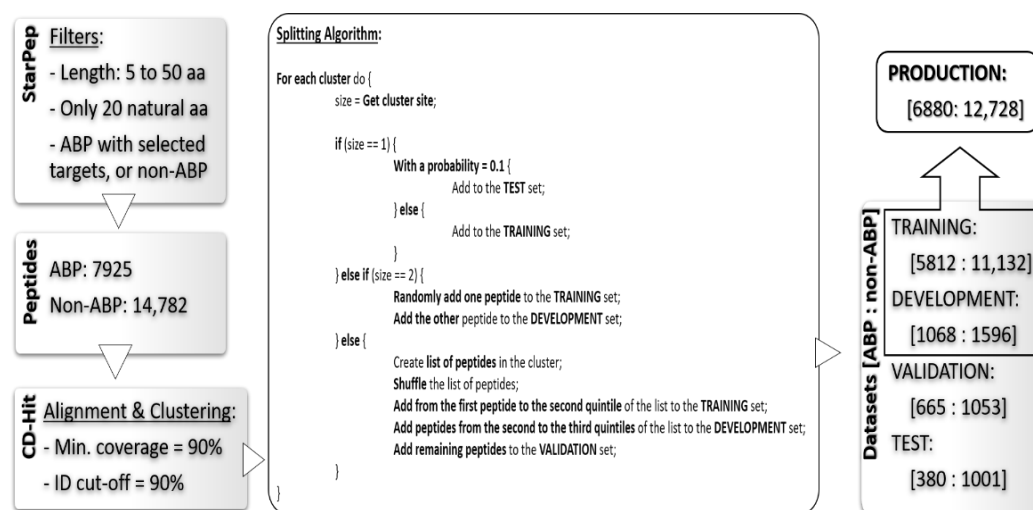 StarPep
Filters:
- Length: 5 to 50 aa
- Only 20 natural aa
- ABP with selected
targets, or non-ABP
Peptides
ABP: 7925
Non-ABP: 14,782
CD-Hit
Alignment & Clustering:
- Min. coverage = 90%
- ID cut-off = 90%
Splitting Algorithm:
For each cluster do {
size = Get cluster site;
if (size == 1) {
With a probability = 0.1 {
Add to the TEST set;
} else {
Add to the TRAINING set;
}
} else if (size == 2) {
Randomly add one peptide to the TRAINING set;
Add the other peptide to the DEVELOPMENT set;
} else {
Create list of peptides in the cluster;
Shuffle the list of peptides;
Add from the first peptide to the second quintile of the list to the TRAINING set;
Add peptides from the second to the third quintiles of the list to the DEVELOPMENT set;
Add remaining peptides to the VALIDATION set;
}
}
PRODUCTION:
[6880: 12,728]
Datasets [ABP : non-ABP]
TRAINING:
[5812 : 11,132]
DEVELOPMENT:
[1068 : 1596]
VALIDATION:
[665 : 1053]
TEST:
[380 : 1001]